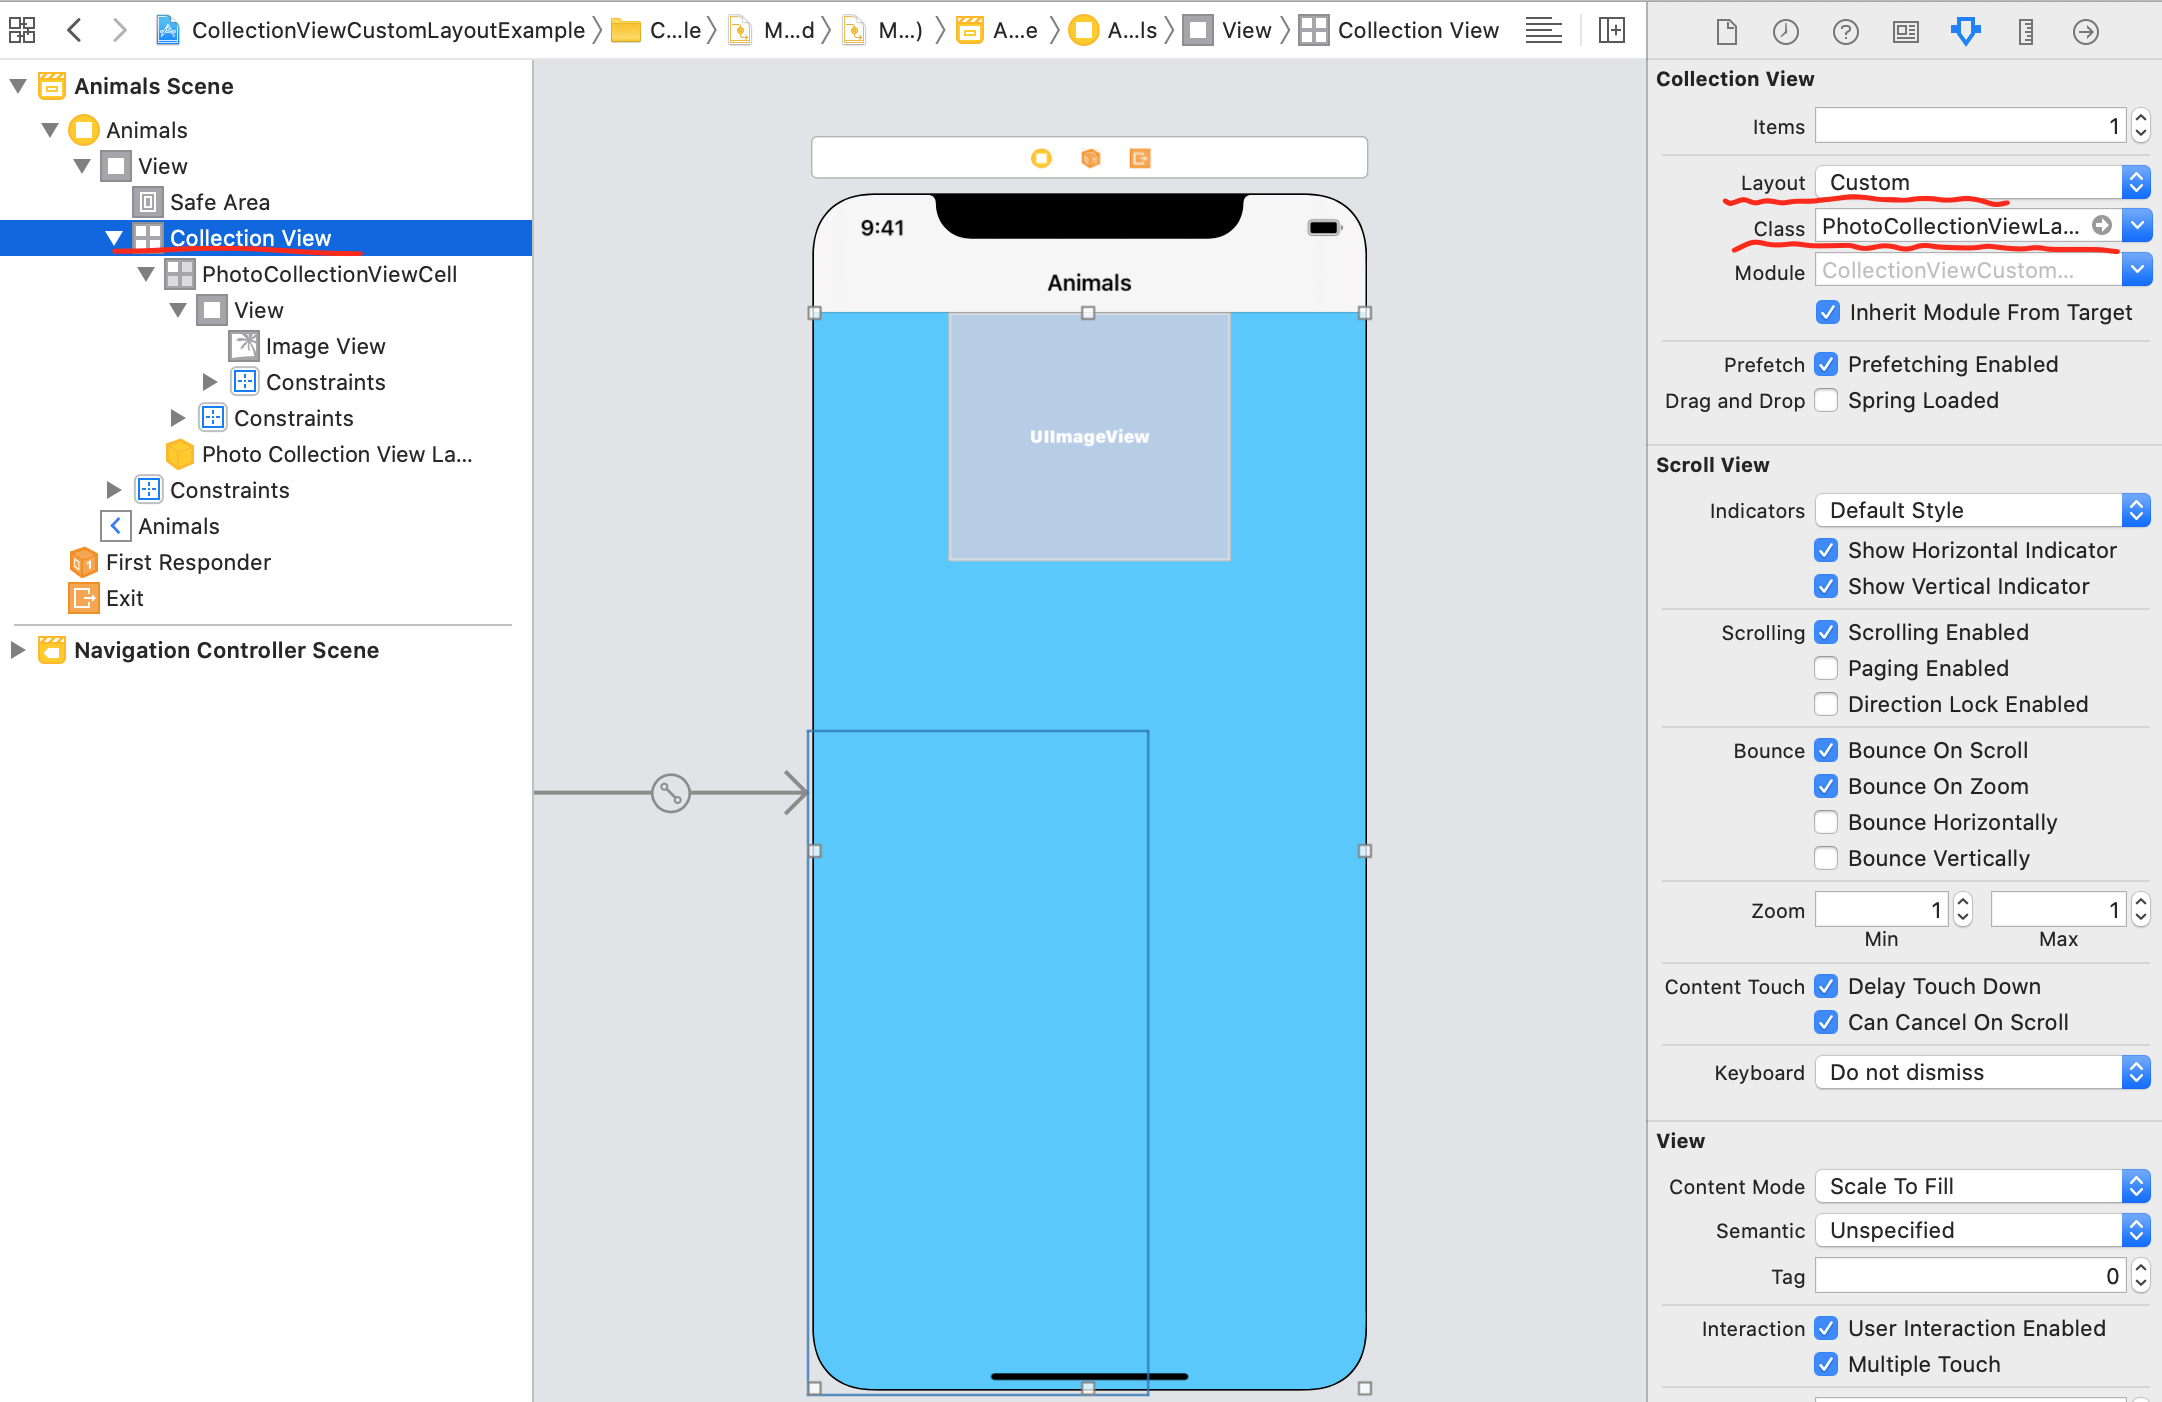 CollectionViewCustomLayoutExample C...le M...d M...) A...e A...ls View Collection View
Animals Scene
Animals
View
Safe Area
Collection View
PhotoCollectionViewCell
View
Image View
Constraints
Constraints
Photo Collection View La...
Constraints
Animals
First Responder
Exit
Navigation Controller Scene
9:41
Animals
UIImageView
Collection View
Items 1
Layout Custom
Class PhotoCollectionViewLa...
Module CollectionViewCustom...
Inherit Module From Target
Prefetch Prefetching Enabled
Drag and Drop Spring Loaded
Scroll View
Indicators Default Style
Show Horizontal Indicator
Show Vertical Indicator
Scrolling Scrolling Enabled
Paging Enabled
Direction Lock Enabled
Bounce Bounce On Scroll
Bounce On Zoom
Bounce Horizontally
Bounce Vertically
Zoom 1 1
Min Max
Content Touch Delay Touch Down
Can Cancel On Scroll
Keyboard Do not dismiss
View
Content Mode Scale To Fill
Semantic Unspecified
Tag 0
Interaction User Interaction Enabled
Multiple Touch